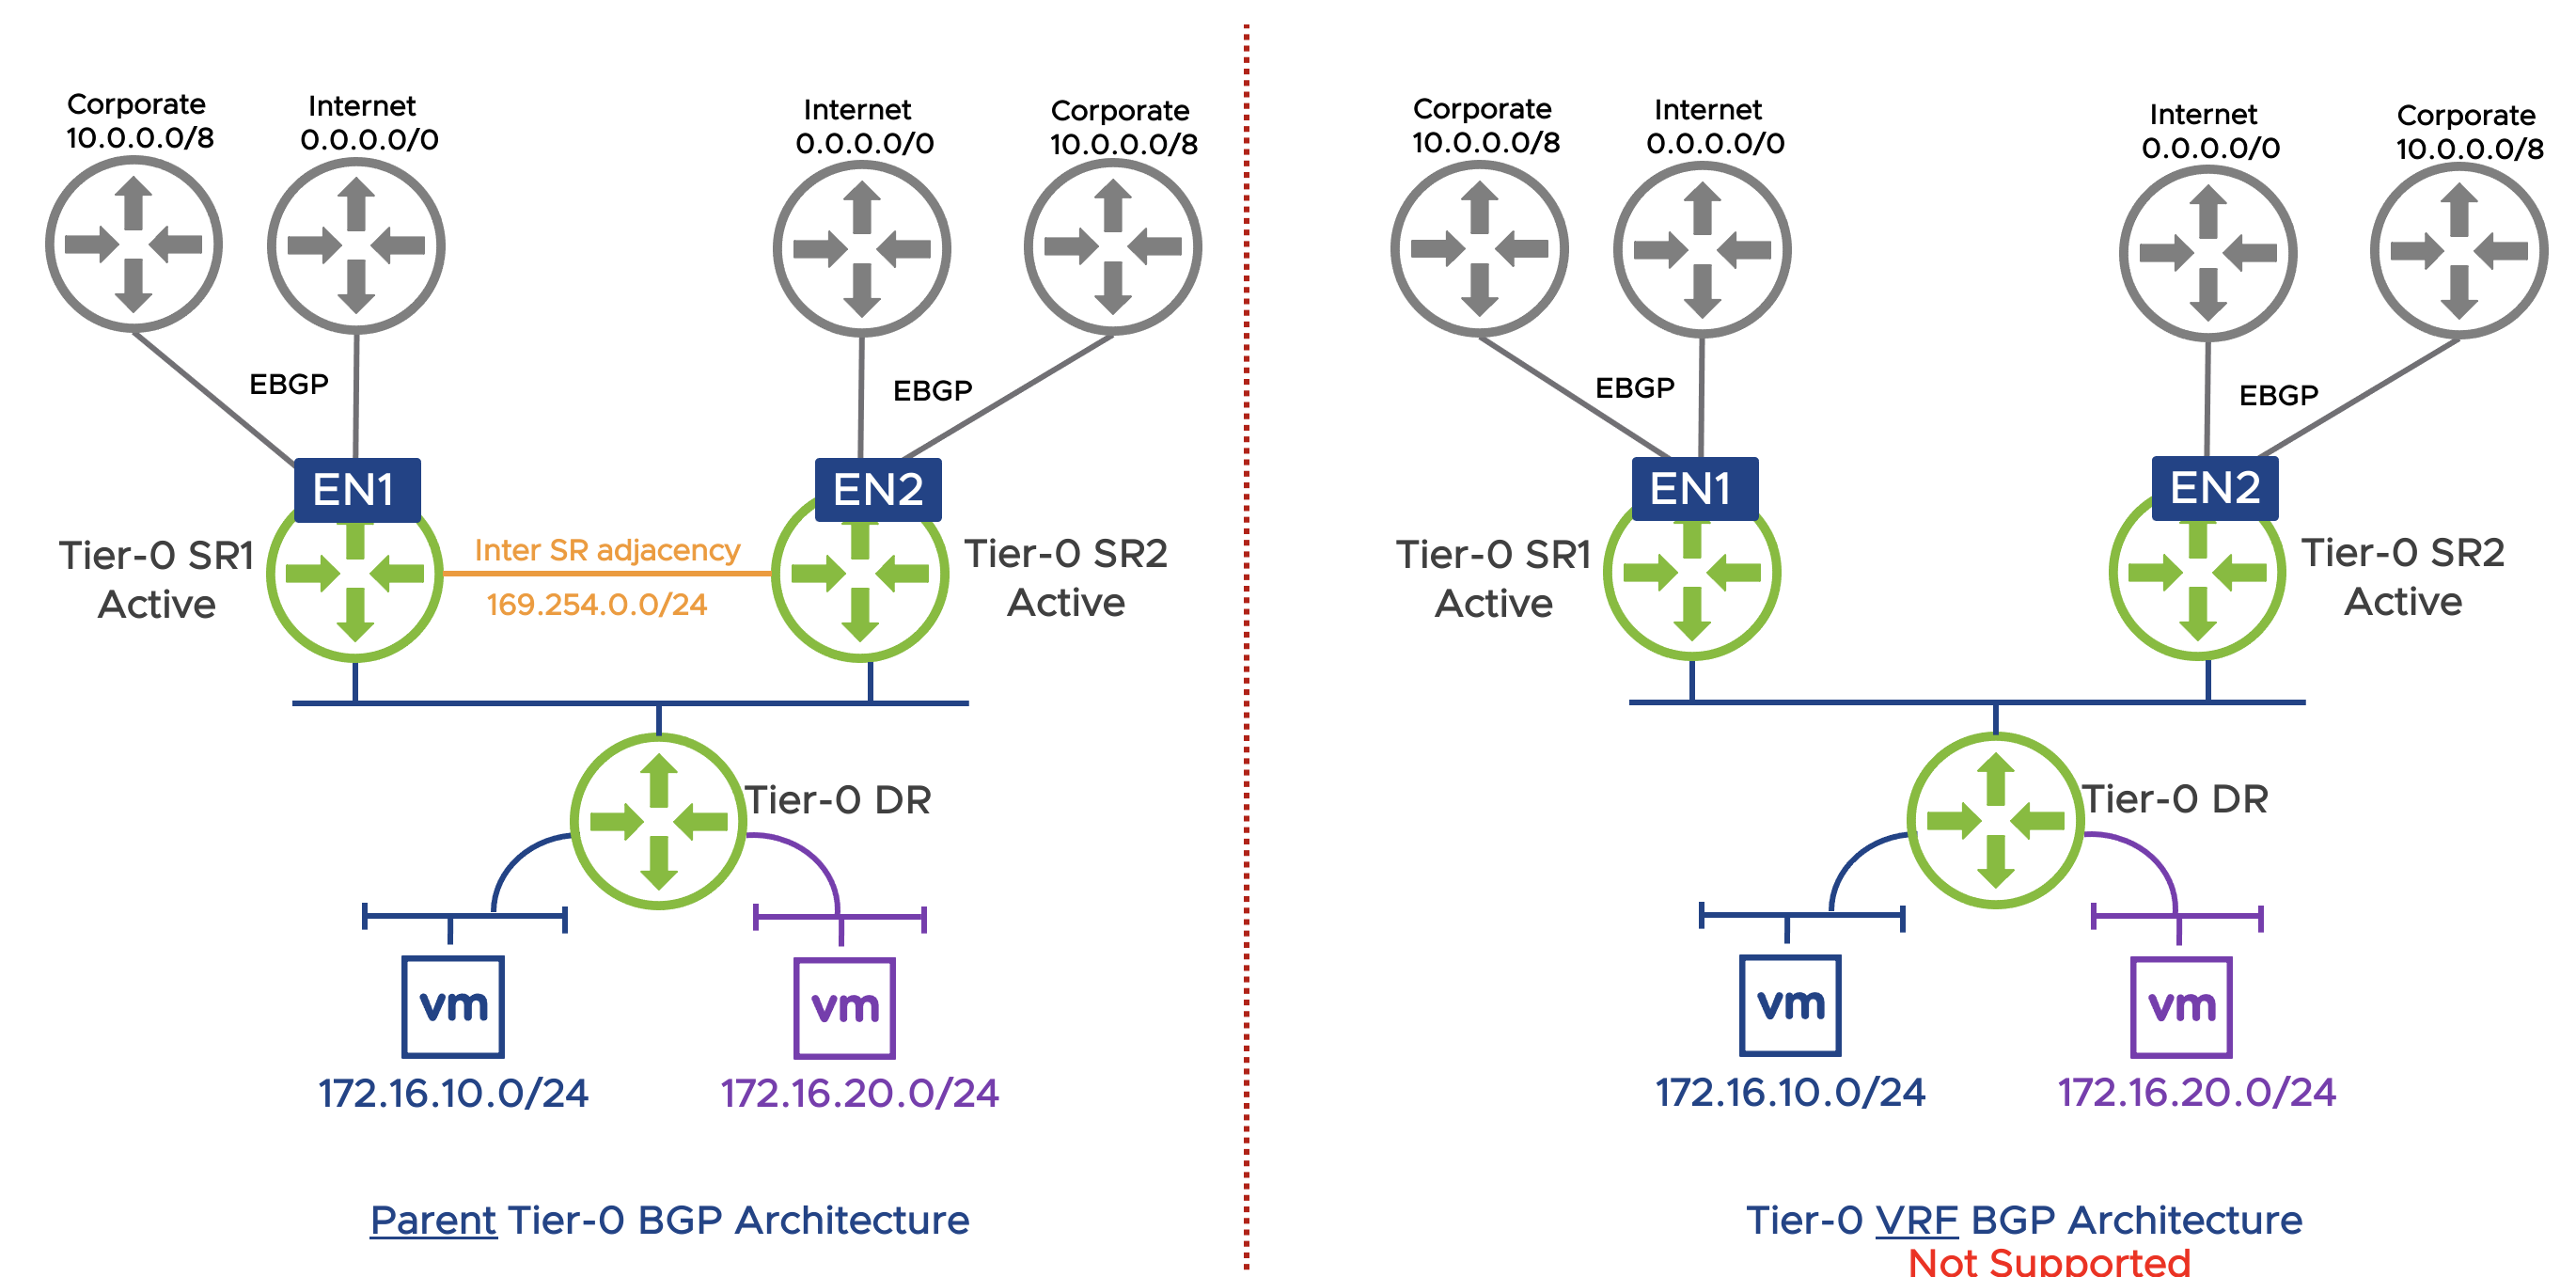 Corporate
10.0.0.0/8
Internet
0.0.0.0/0
Internet
0.0.0.0/0
Corporate
10.0.0.0/8
EBGP
EBGP
EN1
EN2
Tier-0 SR1
Active
Inter SR adjacency
169.254.0.0/24
Tier-0 SR2
Active
Tier-0 DR
vm
vm
172.16.10.0/24
172.16.20.0/24
Parent Tier-0 BGP Architecture
Corporate
10.0.0.0/8
Internet
0.0.0.0/0
Internet
0.0.0.0/0
Corporate
10.0.0.0/8
EBGP
EBGP
EN1
EN2
Tier-0 SR1
Active
Tier-0 SR2
Active
Tier-0 DR
vm
vm
172.16.10.0/24
172.16.20.0/24
Tier-0 VRF BGP Architecture
Not Supported